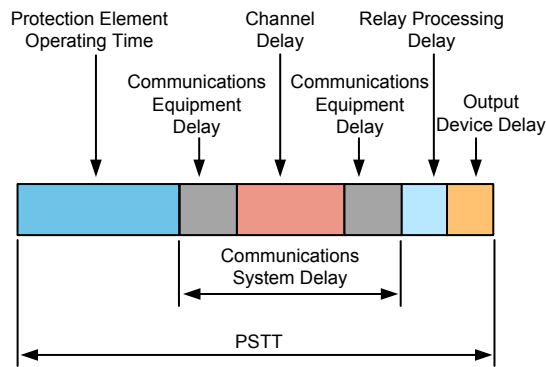 Protection Element
Operating Time
Channel
Delay
Relay Processing
Delay
Communications
Equipment
Delay
Communications
Equipment
Delay
Output
Device Delay
Communications
System Delay
PSTT